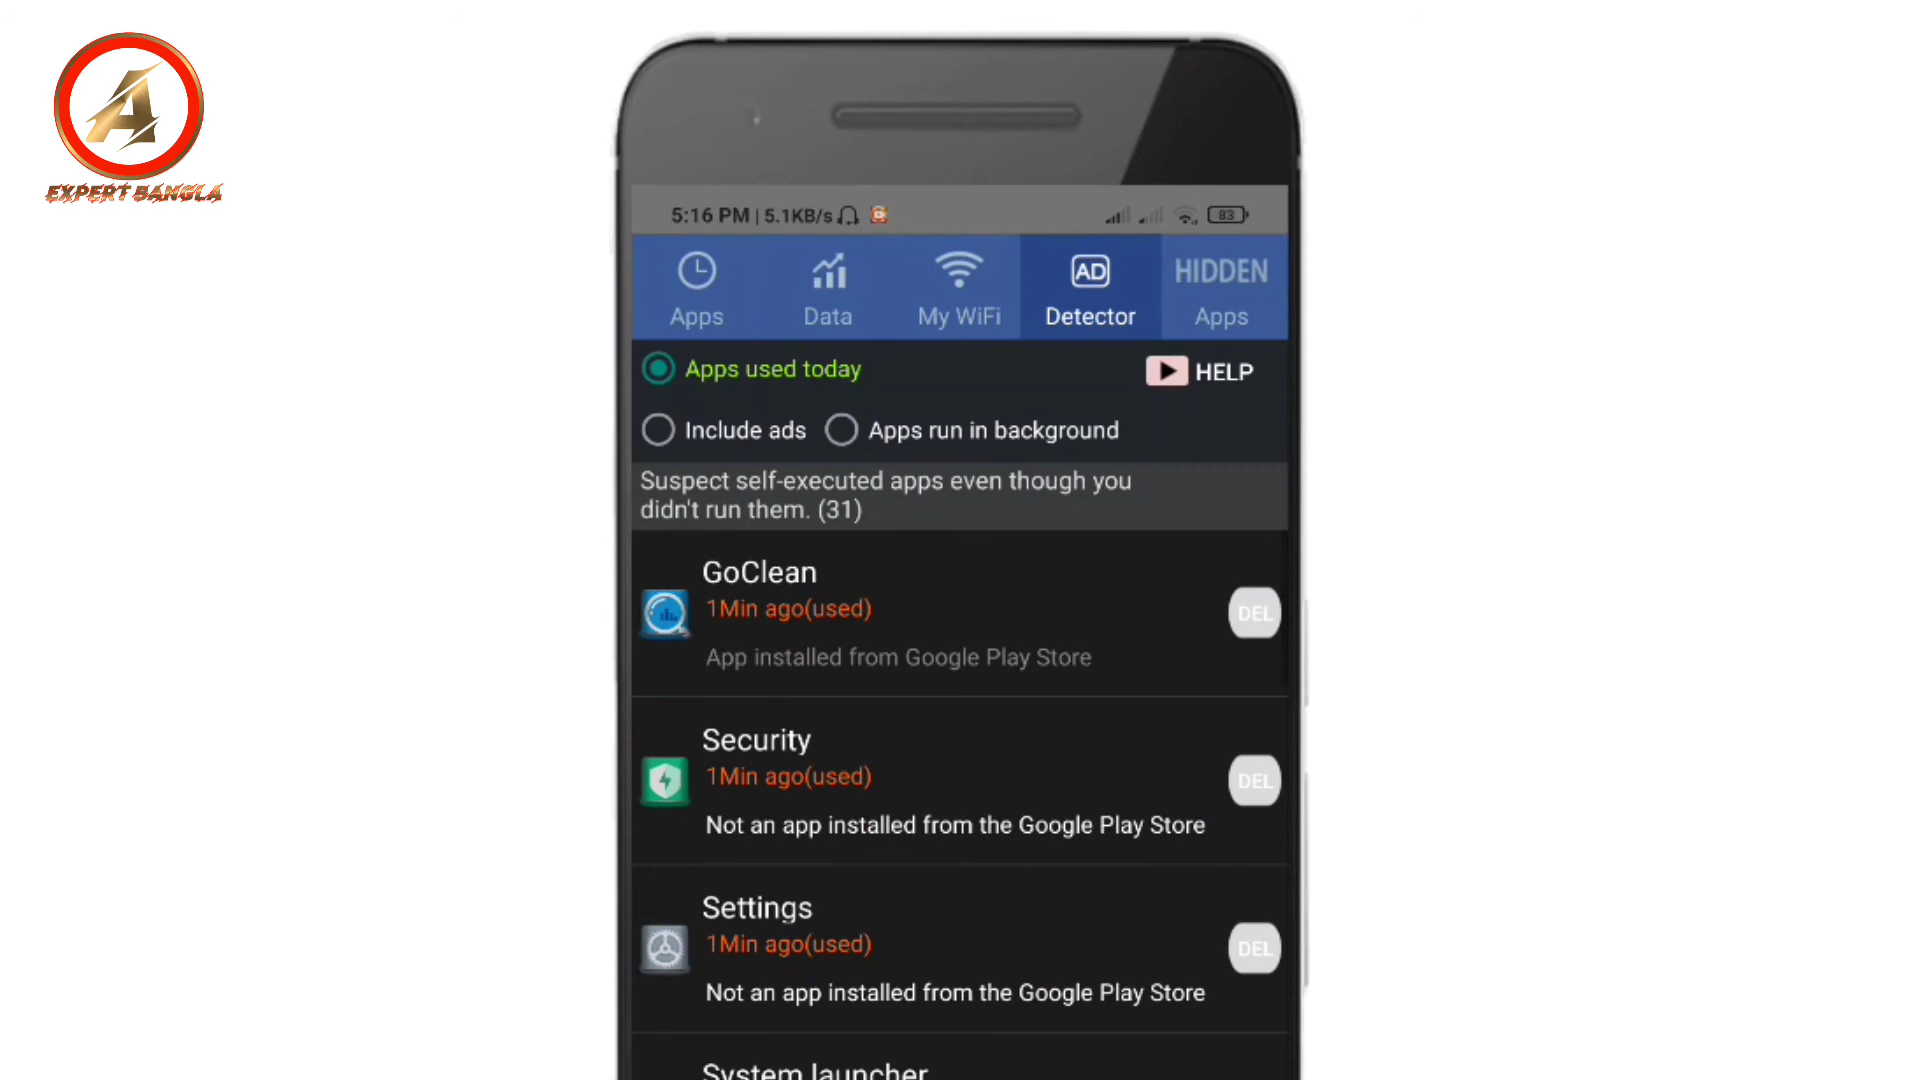 A
EXPERT BANGLA
5:16 PM | 5.1KB/s
83
Apps
Data
My WiFi
AD
Detector
HIDDEN
Apps
Apps used today
HELP
Include ads
Apps run in background
Suspect self-executed apps even though you
didn't run them. (31)
GoClean
1Min ago(used)
DEL
App installed from Google Play Store
Security
1Min ago(used)
DEL
Not an app installed from the Google Play Store
Settings
1Min ago(used)
DEL
Not an app installed from the Google Play Store
System launcher